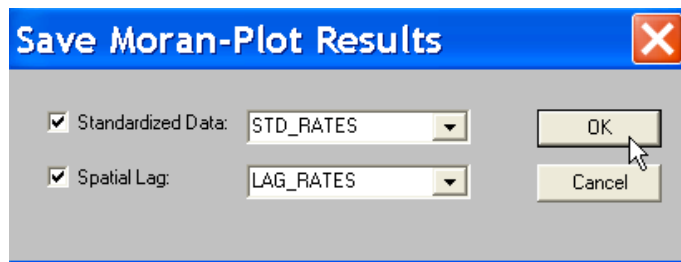 Save Moran-Plot Results
Standardized Data: STD_RATES OK
Spatial Lag: LAG_RATES Cancel